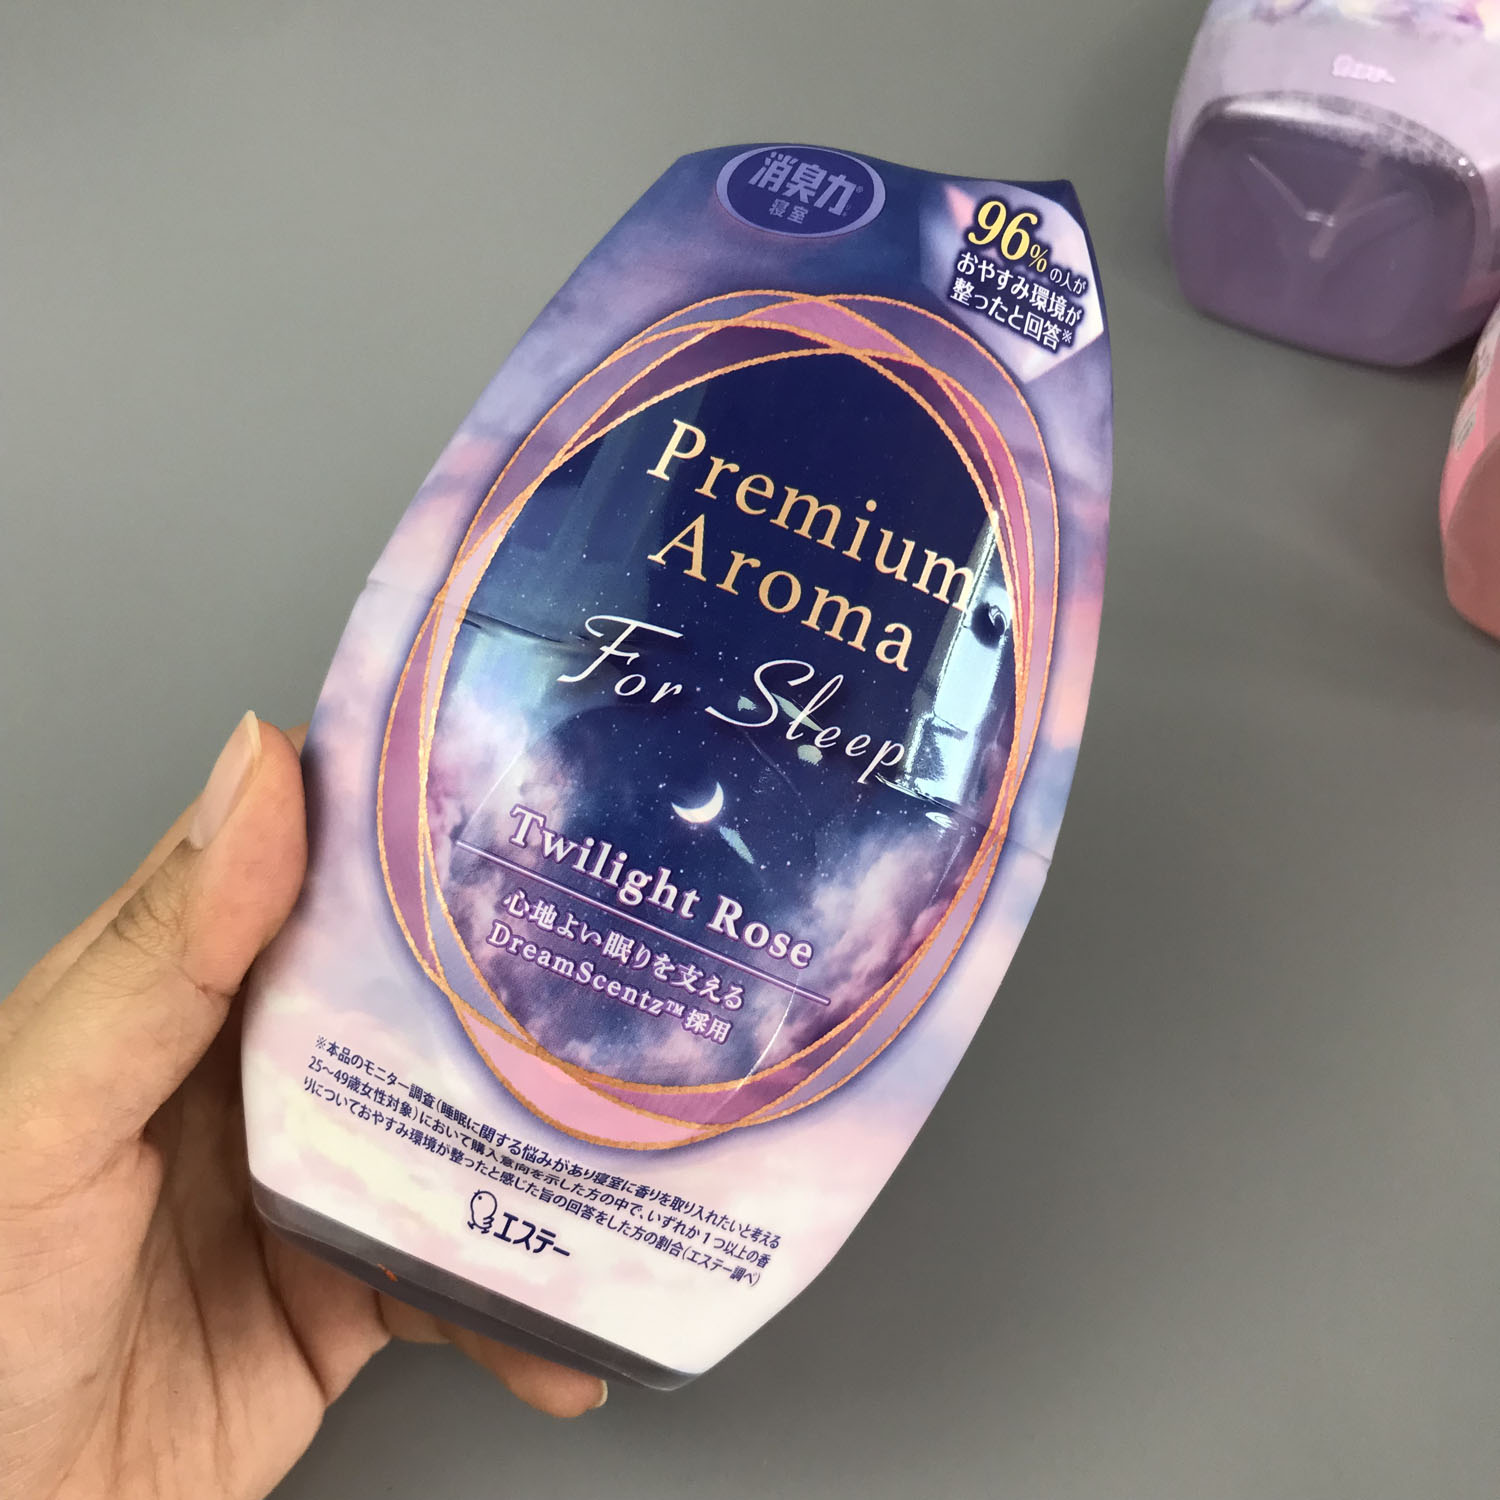 消臭力®
寝室
96%の人が
おやすみ環境が
整ったと回答※
Premium
Aroma
For Sleep
Twilight Rose
心地よい眠りを支える
DreamScentz™採用
※本品のモニター調査(睡眠に関する悩みがあり寝室に香りを取り入れたいと考える
25～49歳女性対象)において購入意向を示した方の中で、いずれか1つ以上の香
りについておやすみ環境が整ったと感じた旨の回答をした方の割合(エステー調べ)
エステー
エステー